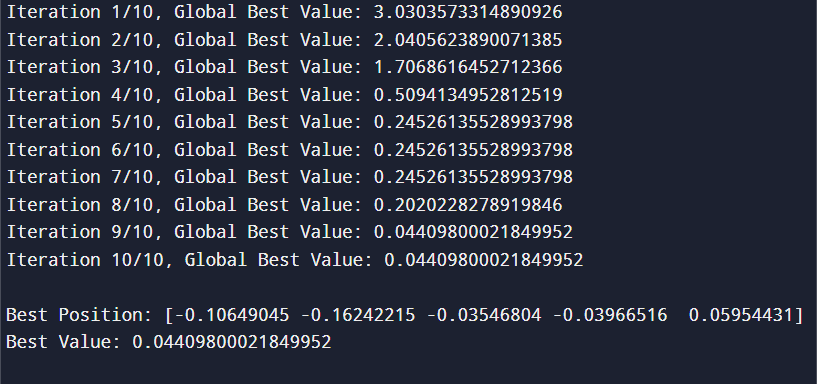 Iteration 1/10, Global Best Value: 3.0303573314890926
Iteration 2/10, Global Best Value: 2.0405623890071385
Iteration 3/10, Global Best Value: 1.7068616452712366
Iteration 4/10, Global Best Value: 0.5094134952812519
Iteration 5/10, Global Best Value: 0.24526135528993798
Iteration 6/10, Global Best Value: 0.24526135528993798
Iteration 7/10, Global Best Value: 0.24526135528993798
Iteration 8/10, Global Best Value: 0.2020228278919846
Iteration 9/10, Global Best Value: 0.04409800021849952
Iteration 10/10, Global Best Value: 0.04409800021849952
Best Position: [-0.10649045 -0.16242215 -0.03546804 -0.03966516  0.05954431]
Best Value: 0.04409800021849952